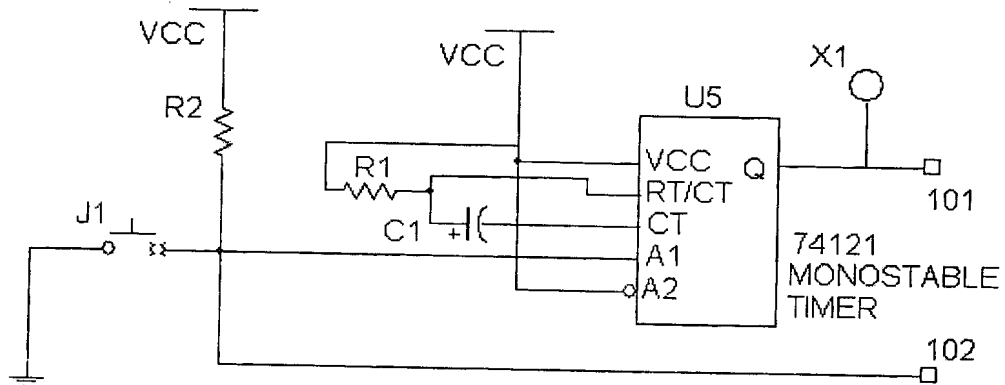 VCC
R2
J1
VCC
R1
C1
+
U5
VCC
Q
RT/CT
CT
A1
A2
X1
101
74121
MONOSTABLE
TIMER
102